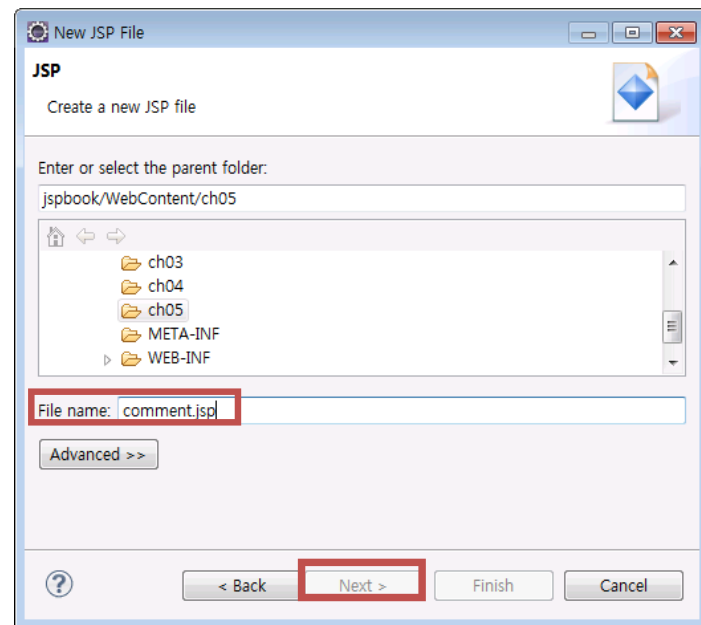 New JSP File
JSP
Create a new JSP file
Enter or select the parent folder:
jspbook/WebContent/ch05
ch03
ch04
ch05
META-INF
WEB-INF
File name: comment.jsp
Advanced >>
? < Back Next > Finish Cancel